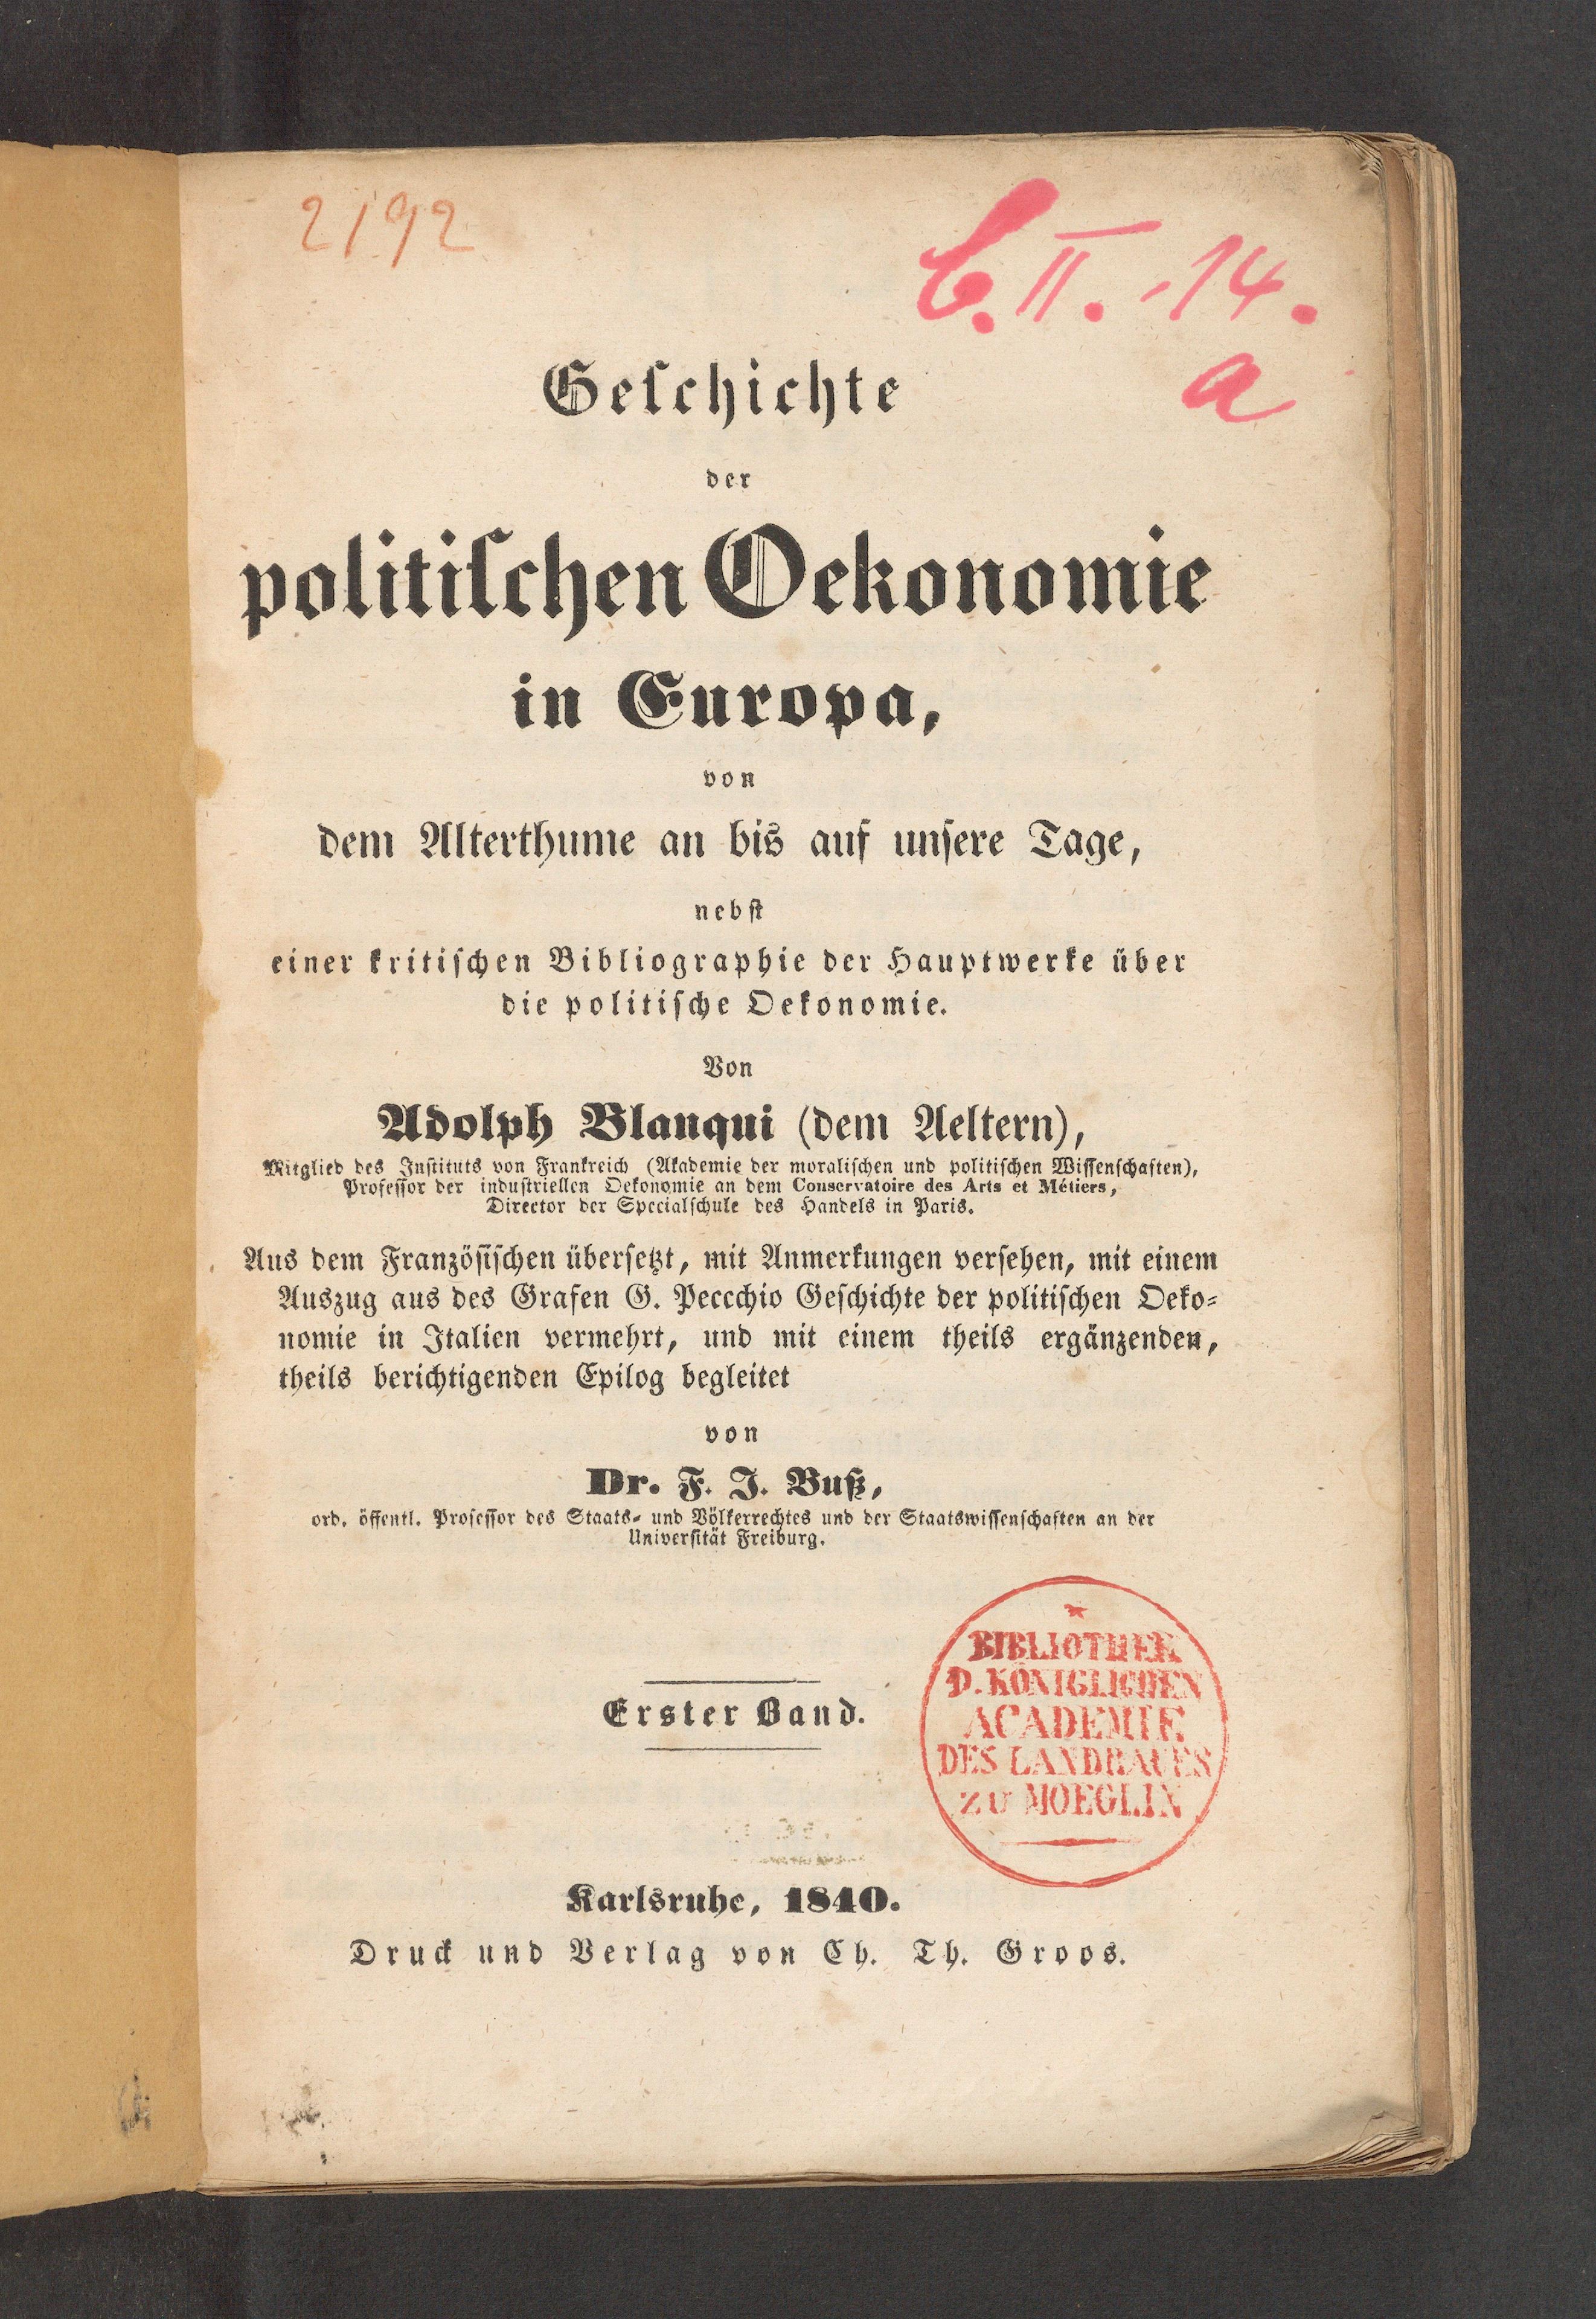 2192
C. II. 14.
a
Geſchichte
der
politiſchen Oekonomie
in Europa,
von
dem Alterthume an bis auf unſere Tage,
nebſt
einer kritiſchen Bibliographie der Hauptwerke über
die politiſche Oekonomie.
Von
Adolph Blanqui (dem Aeltern),
Mitglied des Inſtituts von Frankreich (Akademie der moraliſchen und politiſchen Wiſſenſchaften),
Profeſſor der induſtriellen Oekonomie an dem Conservatoire des Arts et Métiers,
Director der Specialſchule des Handels in Paris.
Aus dem Franzöſiſchen überſetzt, mit Anmerkungen verſehen, mit einem
Auszug aus des Grafen G. Peccchio Geſchichte der politiſchen Oeko-
nomie in Italien vermehrt, und mit einem theils ergänzenden,
theils berichtigenden Epilog begleitet
von
Dr. F. J. Buß,
ord. öffentl. Profeſſor des Staats- und Völkerrechtes und der Staatswiſſenſchaften an der
Univerſität Freiburg.
Erster Band.
BIBLIOTHEK
D. KÖNIGLICHEN
ACADEMIE
DES LANDBAUES
ZU MOEGLIN
Karlsruhe, 1840.
Druck und Verlag von Ch. Th. Groos.